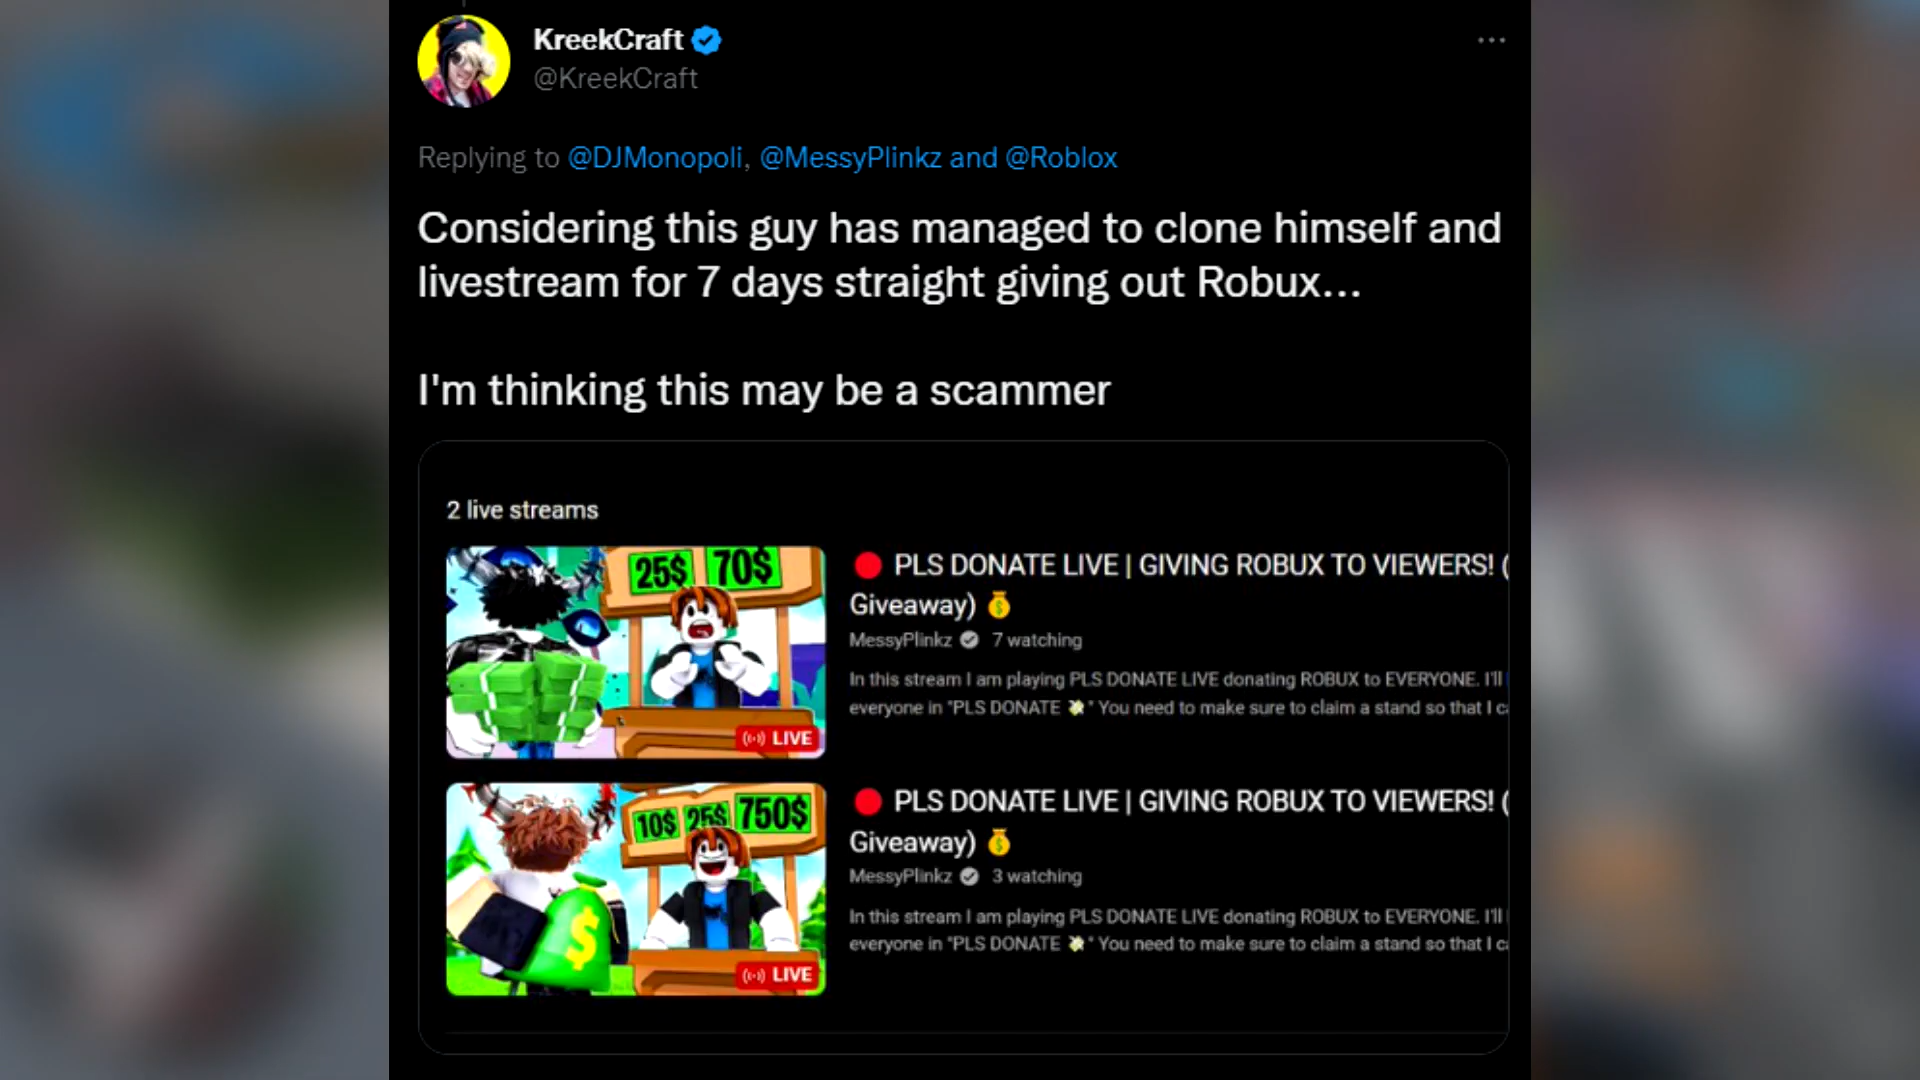 KreekCraft
@KreekCraft
Replying to @DJMonopoli, @MessyPlinkz and @Roblox
Considering this guy has managed to clone himself and
livestream for 7 days straight giving out Robux...
I'm thinking this may be a scammer
2 live streams
25$ 70$
LIVE
🔴 PLS DONATE LIVE | GIVING ROBUX TO VIEWERS! (
Giveaway) 💰
MessyPlinkz 7 watching
In this stream I am playing PLS DONATE LIVE donating ROBUX to EVERYONE. I'll
everyone in "PLS DONATE 💸" You need to make sure to claim a stand so that I
10$ 25$ 750$
$
LIVE
🔴 PLS DONATE LIVE | GIVING ROBUX TO VIEWERS! (
Giveaway) 💰
MessyPlinkz 3 watching
In this stream I am playing PLS DONATE LIVE donating ROBUX to EVERYONE. I'll
everyone in "PLS DONATE 💸" You need to make sure to claim a stand so that I